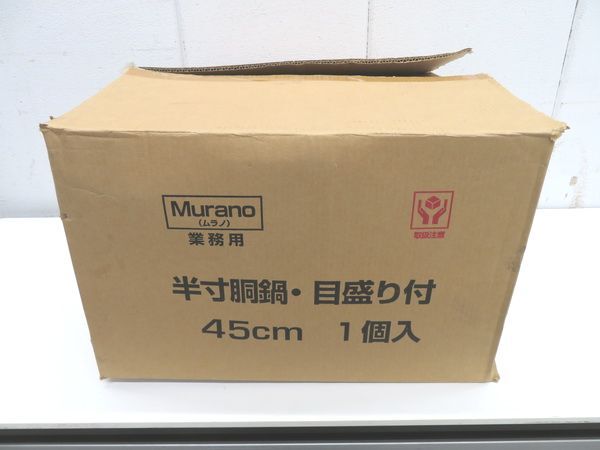 Murano
(ムラノ)
業務用
取扱注意
半寸胴鍋・目盛り付
45cm 1個入